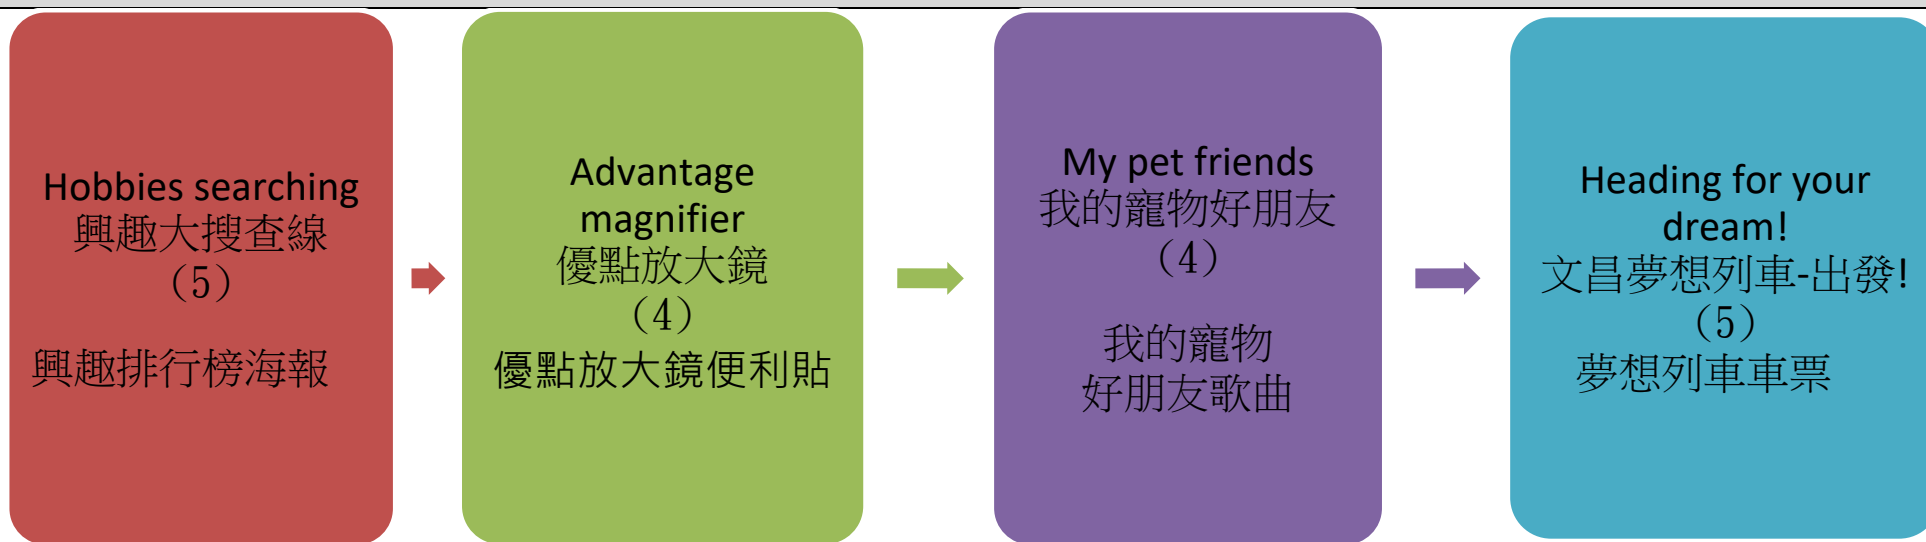 Hobbies searching
興趣大搜查線
(5)
興趣排行榜海報
Advantage
magnifier
優點放大鏡
(4)
優點放大鏡便利貼
My pet friends
我的寵物好朋友
(4)
我的寵物
好朋友歌曲
Heading for your
dream!
文昌夢想列車-出發!
(5)
夢想列車車票